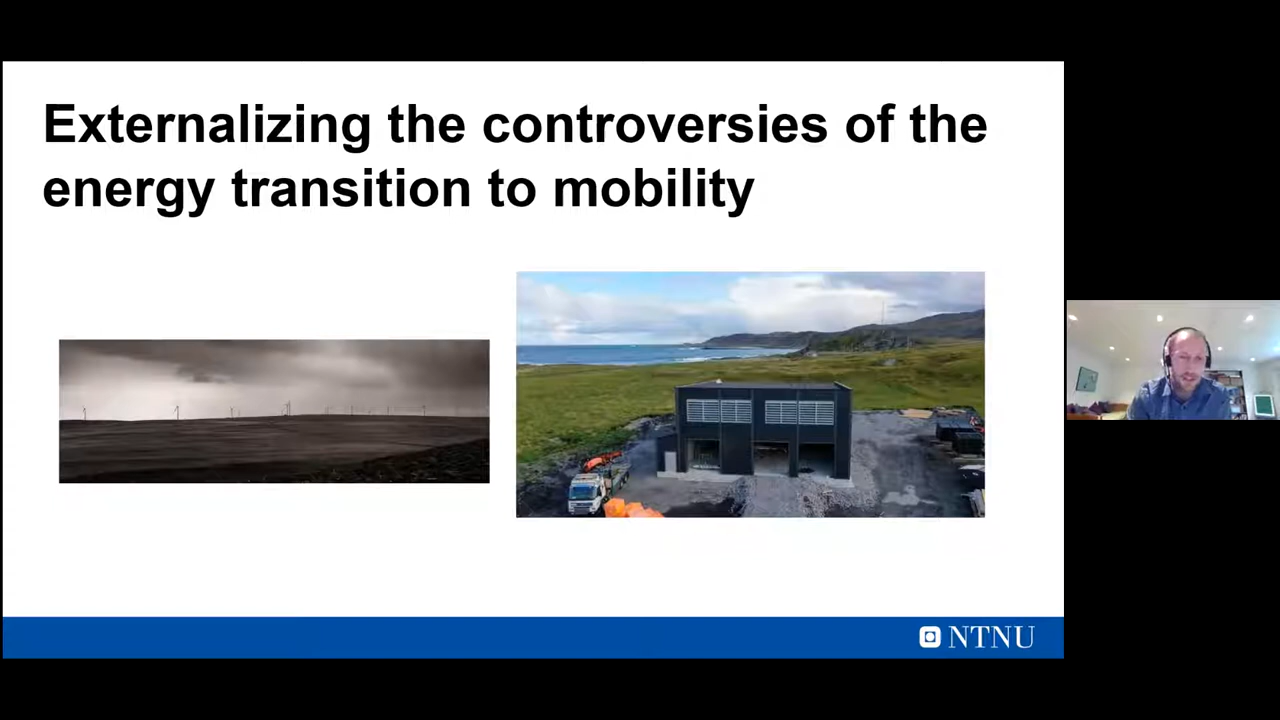 Externalizing the controversies of the
energy transition to mobility
NTNU